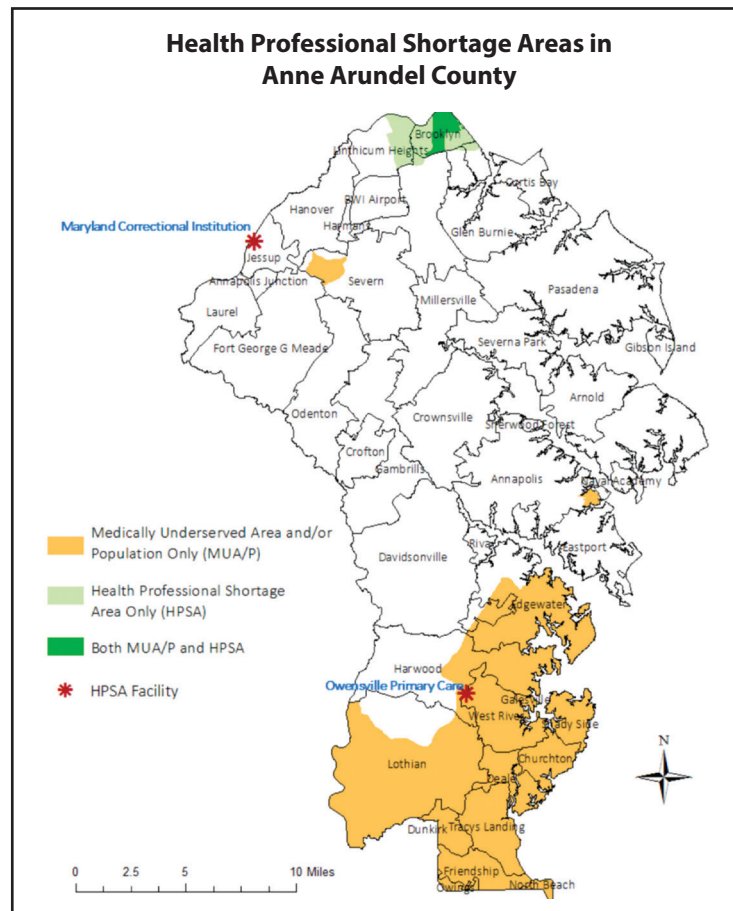 Health Professional Shortage Areas in
Anne Arundel County
Brooklyn
Linthicum Heights
Curtis Bay
BWI Airport
Hanover
Maryland Correctional Institution
Harmans
Glen Burnie
Jessup
Annapolis Junction
Severn
Pasadena
Millersville
Laurel
Severna Park
Fort George G Meade
Gibson Island
Arnold
Odenton
Crownsville
Sherwood Forest
Crofton
Gambrills
Annapolis
Naval Academy
Medically Underserved Area and/or
Population Only (MUA/P)
Davidsonville
Riva
Eastport
Health Professional Shortage
Area Only (HPSA)
Edgewater
Both MUA/P and HPSA
Harwood
HPSA Facility
Owensville Primary Care
Galesville
West River
Shady Side
N
Churchton
Lothian
Deale
Dunkirk
Tracys Landing
Friendship
Owings
North Beach
0 2.5 5 10 Miles